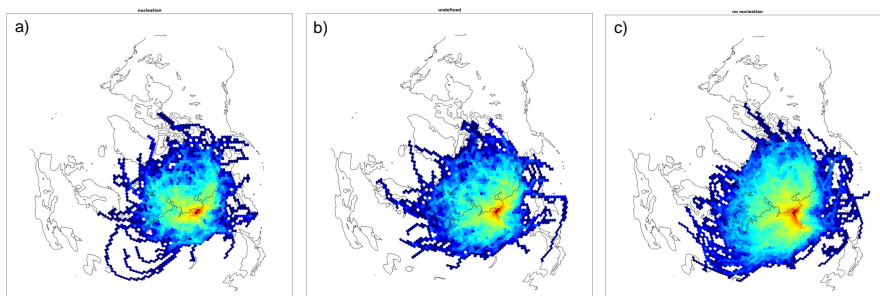 nucleation
a)
undefined
b)
no nucleation
c)